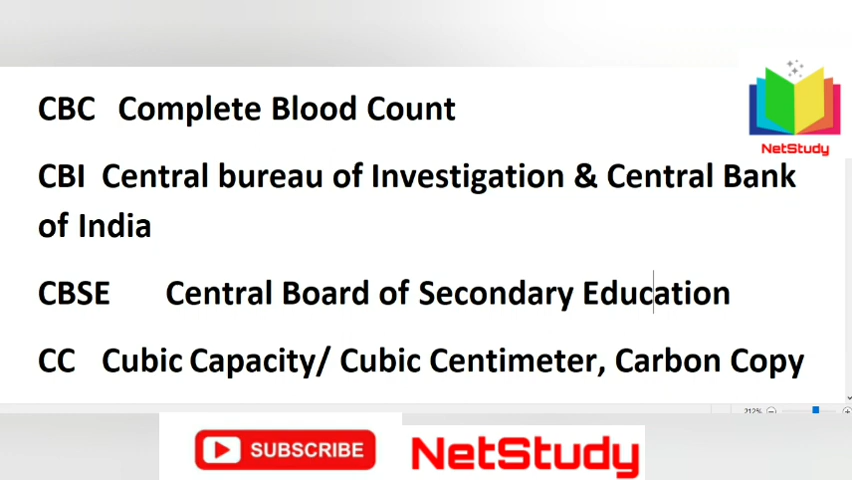 CBC Complete Blood Count
NetStudy
CBI Central bureau of Investigation & Central Bank
of India
CBSE Central Board of Secondary Education
CC Cubic Capacity/ Cubic Centimeter, Carbon Copy
212%
SUBSCRIBE NetStudy